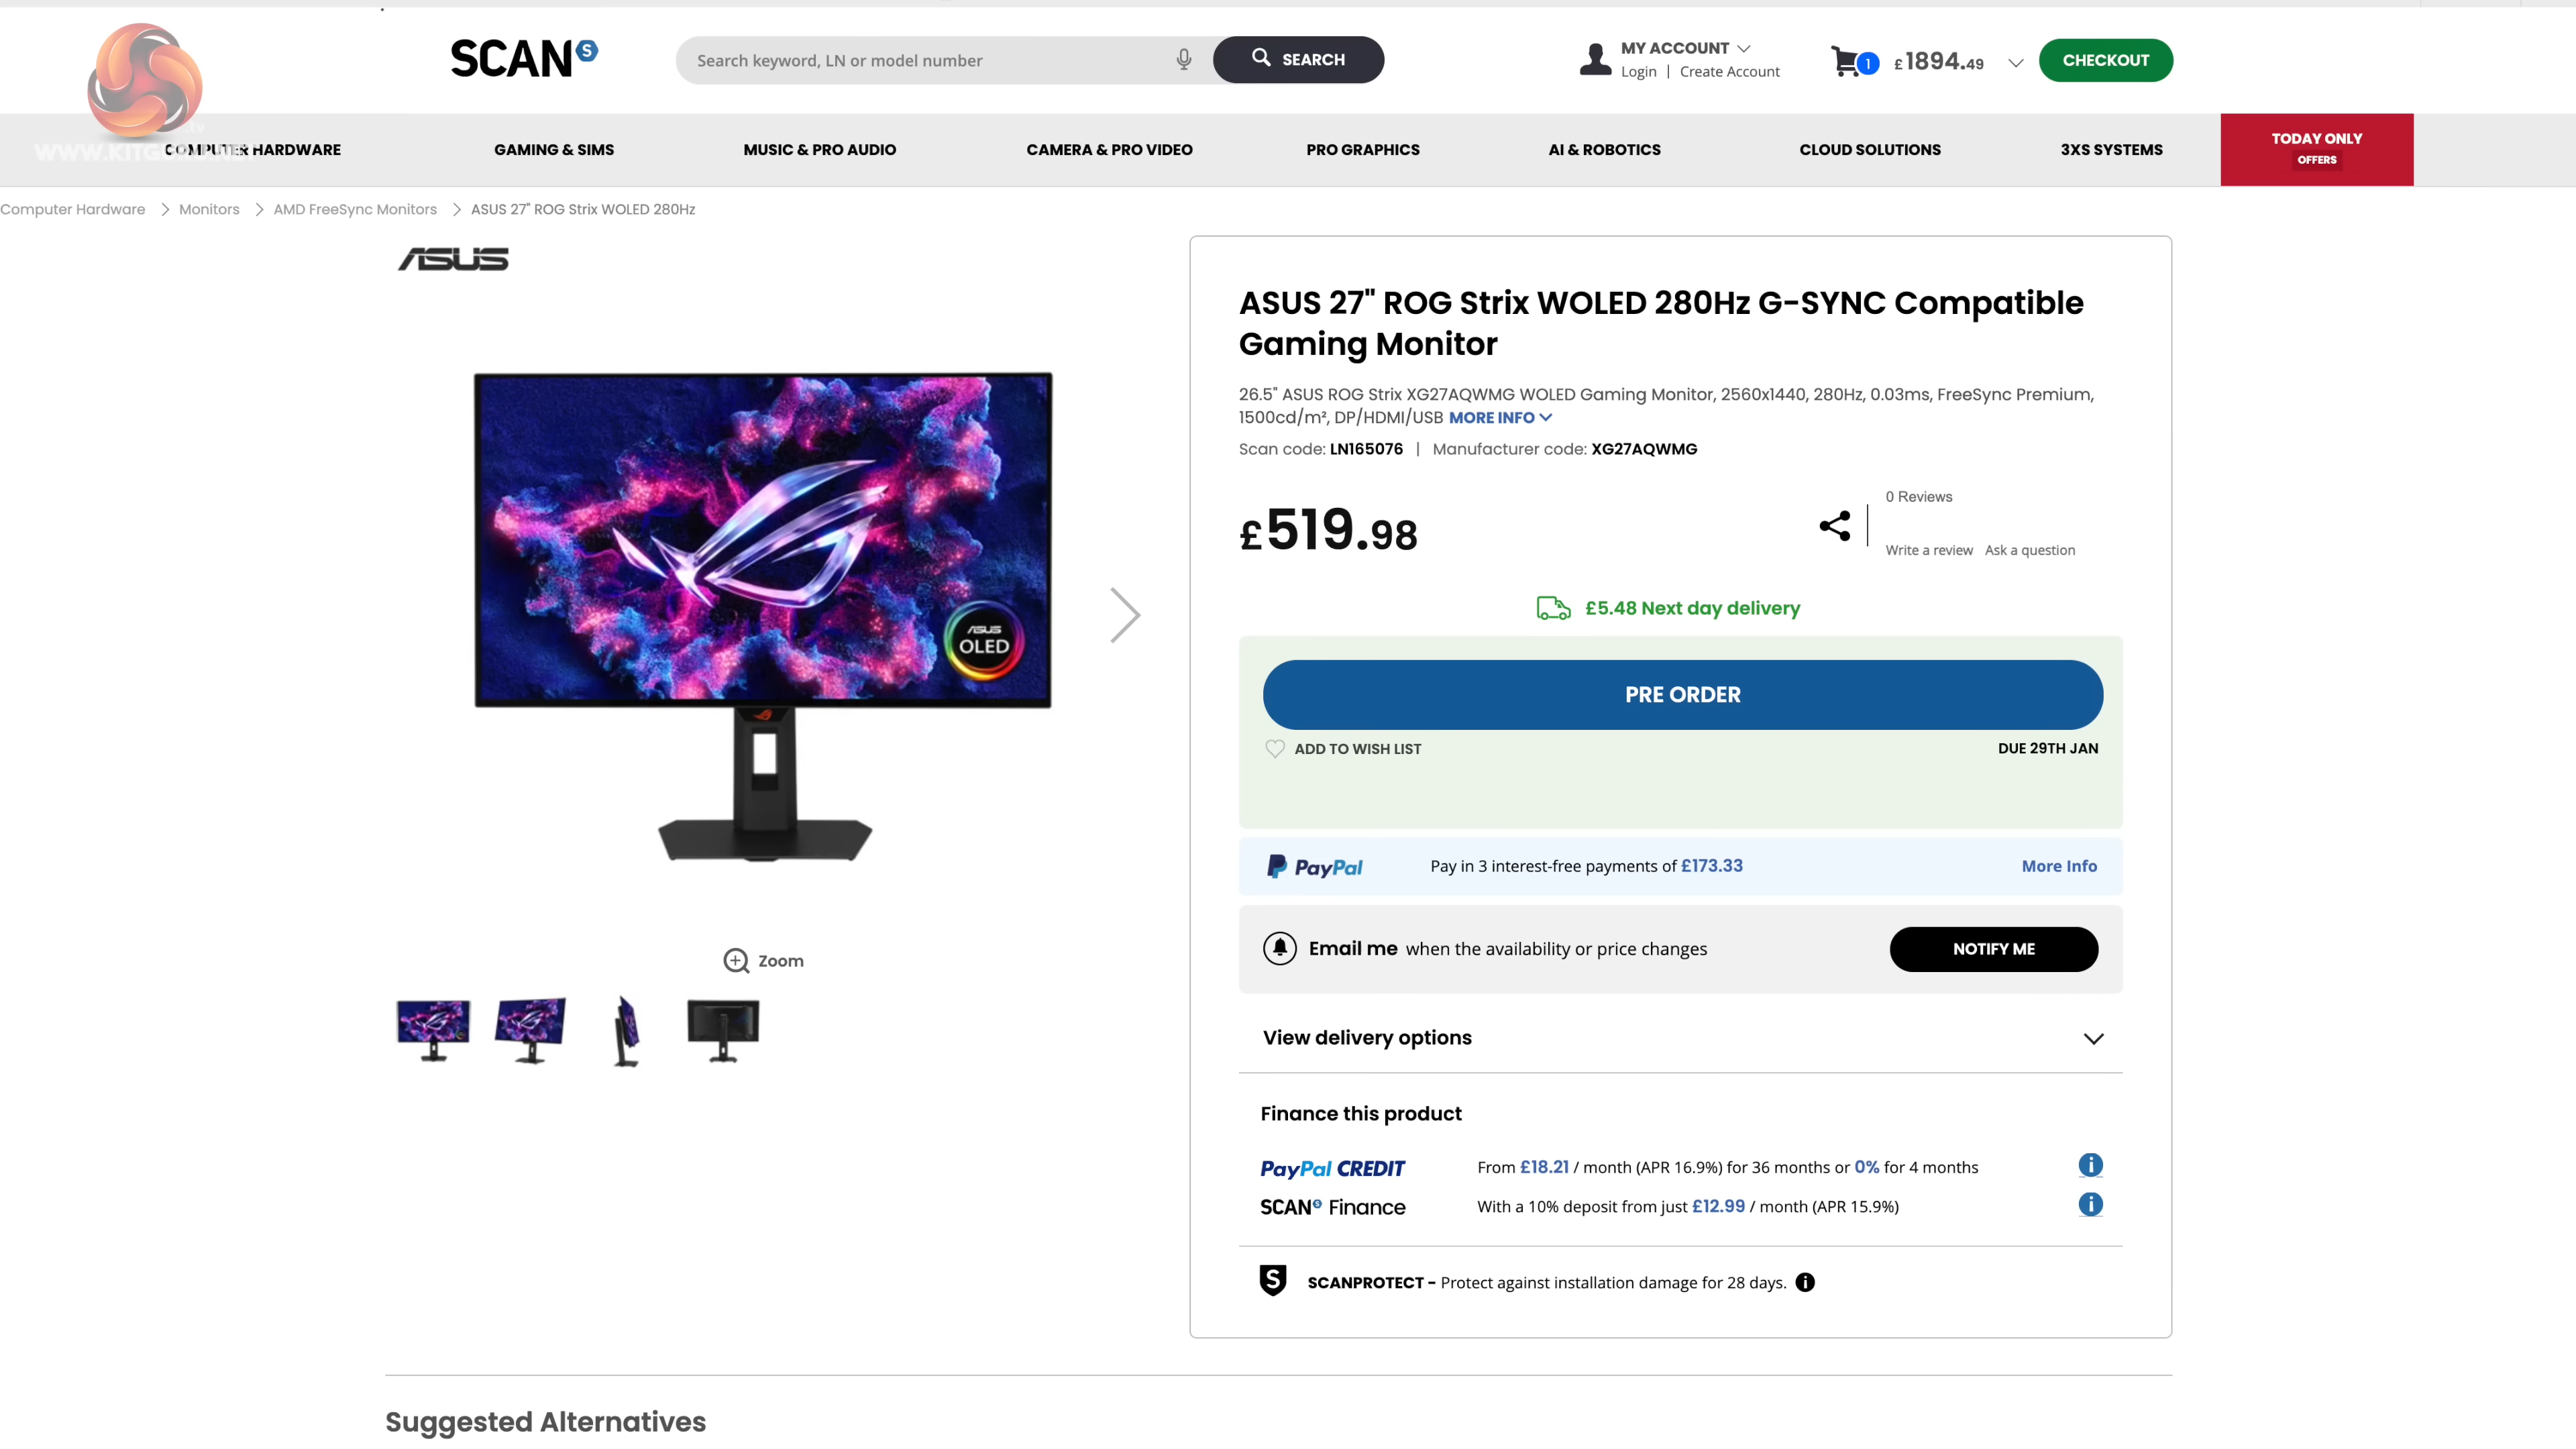 SCAN S
Search keyword, LN or model number
SEARCH
MY ACCOUNT
Login | Create Account
1
£1894.49
CHECKOUT
COMPUTER HARDWARE
GAMING & SIMS
MUSIC & PRO AUDIO
CAMERA & PRO VIDEO
PRO GRAPHICS
AI & ROBOTICS
CLOUD SOLUTIONS
3XS SYSTEMS
TODAY ONLY
OFFERS
Computer Hardware > Monitors > AMD FreeSync Monitors > ASUS 27" ROG Strix WOLED 280Hz
ASUS
ASUS
OLED
Zoom
ASUS 27" ROG Strix WOLED 280Hz G-SYNC Compatible
Gaming Monitor
26.5" ASUS ROG Strix XG27AQWMG WOLED Gaming Monitor, 2560x1440, 280Hz, 0.03ms, FreeSync Premium,
1500cd/m², DP/HDMI/USB MORE INFO
Scan code: LN165076 | Manufacturer code: XG27AQWMG
£519.98
0 Reviews
Write a review Ask a question
£5.48 Next day delivery
PRE ORDER
ADD TO WISH LIST
DUE 29TH JAN
PayPal
Pay in 3 interest-free payments of £173.33
More Info
Email me when the availability or price changes
NOTIFY ME
View delivery options
Finance this product
PayPal CREDIT
From £18.21 / month (APR 16.9%) for 36 months or 0% for 4 months
SCAN S Finance
With a 10% deposit from just £12.99 / month (APR 15.9%)
SCANPROTECT - Protect against installation damage for 28 days.
Suggested Alternatives